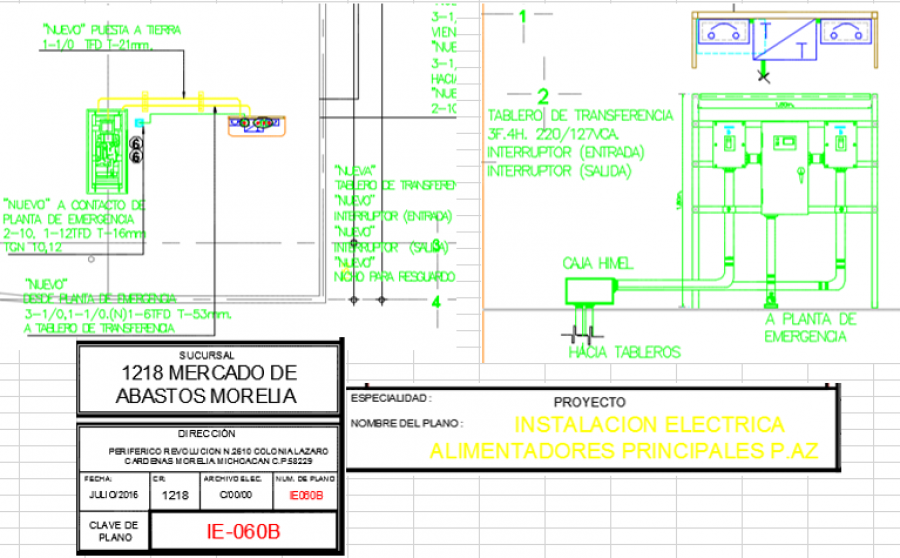 "NUEVO" PUESTA A TIERRA
1-1/0 TFD T-21mm.
6
6
"NUEVO" A CONTACTO DE
PLANTA DE EMERGENCIA
2-10, 1-12TFD T-16mm
TGN TQ,12
"NUEVO"
DESDE PLANTA DE EMERGENCIA
3-1/0,1-1/0.(N)1-6TFD T-53mm.
A TABLERO DE TRANSFERENCIA
3-1,
VIEN
"NUE
3-1,
HACIA
"NUE
2-10
"NUEVA"
TABLERO DE TRANSFEREN
"NUEVO"
INTERRUPTOR (ENTRADA)
"NUEVO"
INTERRUPTOR (SALIDA)
"NUEVO"
NICHO PARA RESGUARDO
3
4
1
2
TABLERO DE TRANSFERENCIA
3F.4H. 220/127VCA.
INTERRUPTOR (ENTRADA)
INTERRUPTOR (SALIDA)
T
T
CAJA HIMEL
HACIA TABLEROS
A PLANTA DE
EMERGENCIA
SUCURSAL
1218 MERCADO DE
ABASTOS MORELIA
DIRECCIÓN
PERIFERICO REVOLUCION N.2610 COLONIA LAZARO
CARDENAS MORELIA MICHOACAN C.P.58229
FECHA: CR: ARCHIVO ELEC. NUM. DE PLANO
JULIO/2016 1218 C/00/00 IE060B
CLAVE DE
PLANO
IE-060B
ESPECIALIDAD: PROYECTO
NOMBRE DEL PLANO: INSTALACION ELECTRICA
ALIMENTADORES PRINCIPALES P.AZ